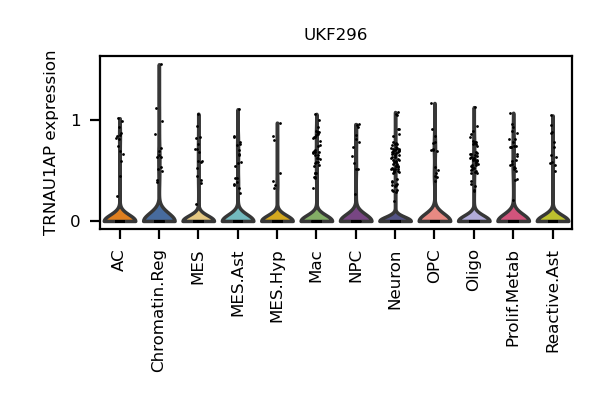 UKF296
TRNAU1AP expression
1
0
AC
Chromatin.Reg
MES
MES.Ast
MES.Hyp
Mac
NPC
Neuron
OPC
Oligo
Prolif.Metab
Reactive.Ast